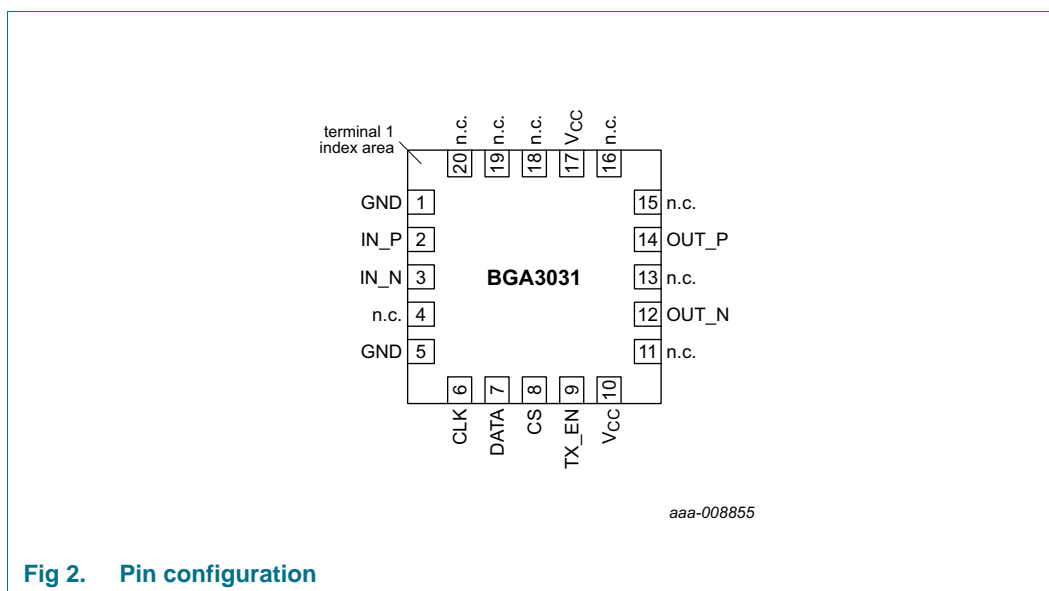 terminal 1
index area
20 n.c.
19 n.c.
18 n.c.
17 VCC
16 n.c.
GND 1
IN_P 2
IN_N 3
n.c. 4
GND 5
BGA3031
15 n.c.
14 OUT_P
13 n.c.
12 OUT_N
11 n.c.
6 CLK
7 DATA
8 CS
9 TX_EN
10 VCC
aaa-008855
Fig 2. Pin configuration